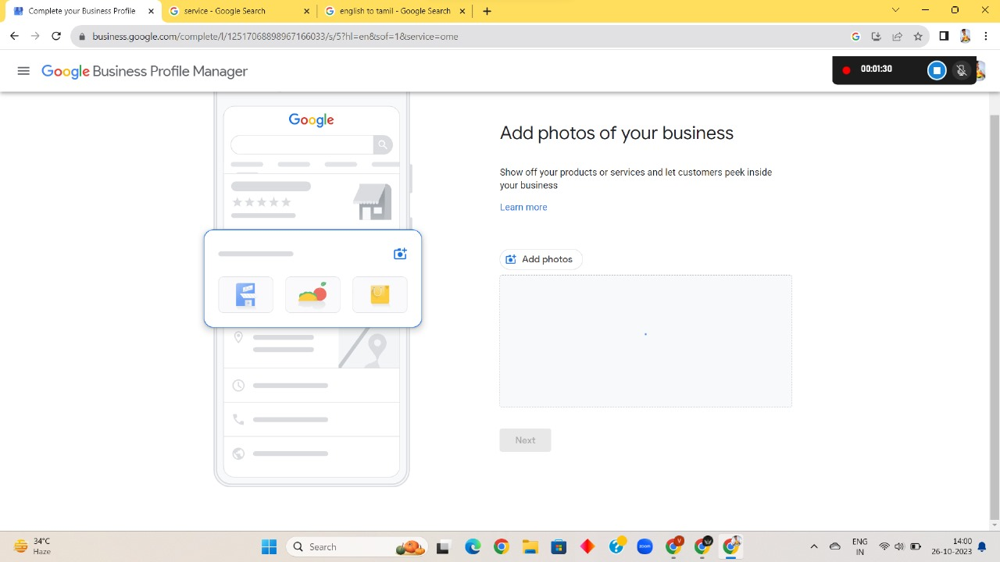 Complete your Business Profile
service - Google Search
english to tamil - Google Search
business.google.com/complete/l/12517068898967166033/s/5?hl=en&sof=1&service=ome
Google Business Profile Manager
00:01:30
Google
Add photos of your business
Show off your products or services and let customers peek inside
your business
Learn more
Add photos
Next
34°C
Haze
Search
zoom
V
ENG
IN
14:00
26-10-2023